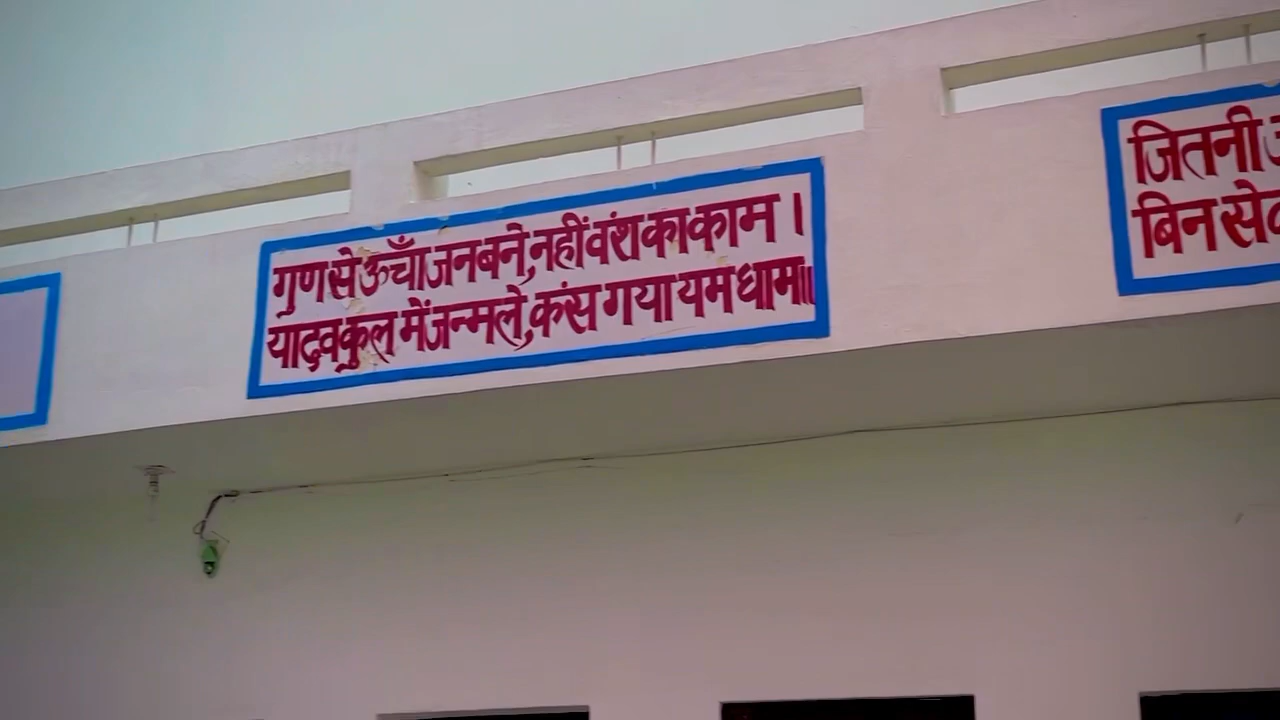 गुण से ऊँचा जन बने, नहीं वंश का काम ।
यादव कुल में जन्म ले, कंस गया यम धाम॥
जितनी
बिन